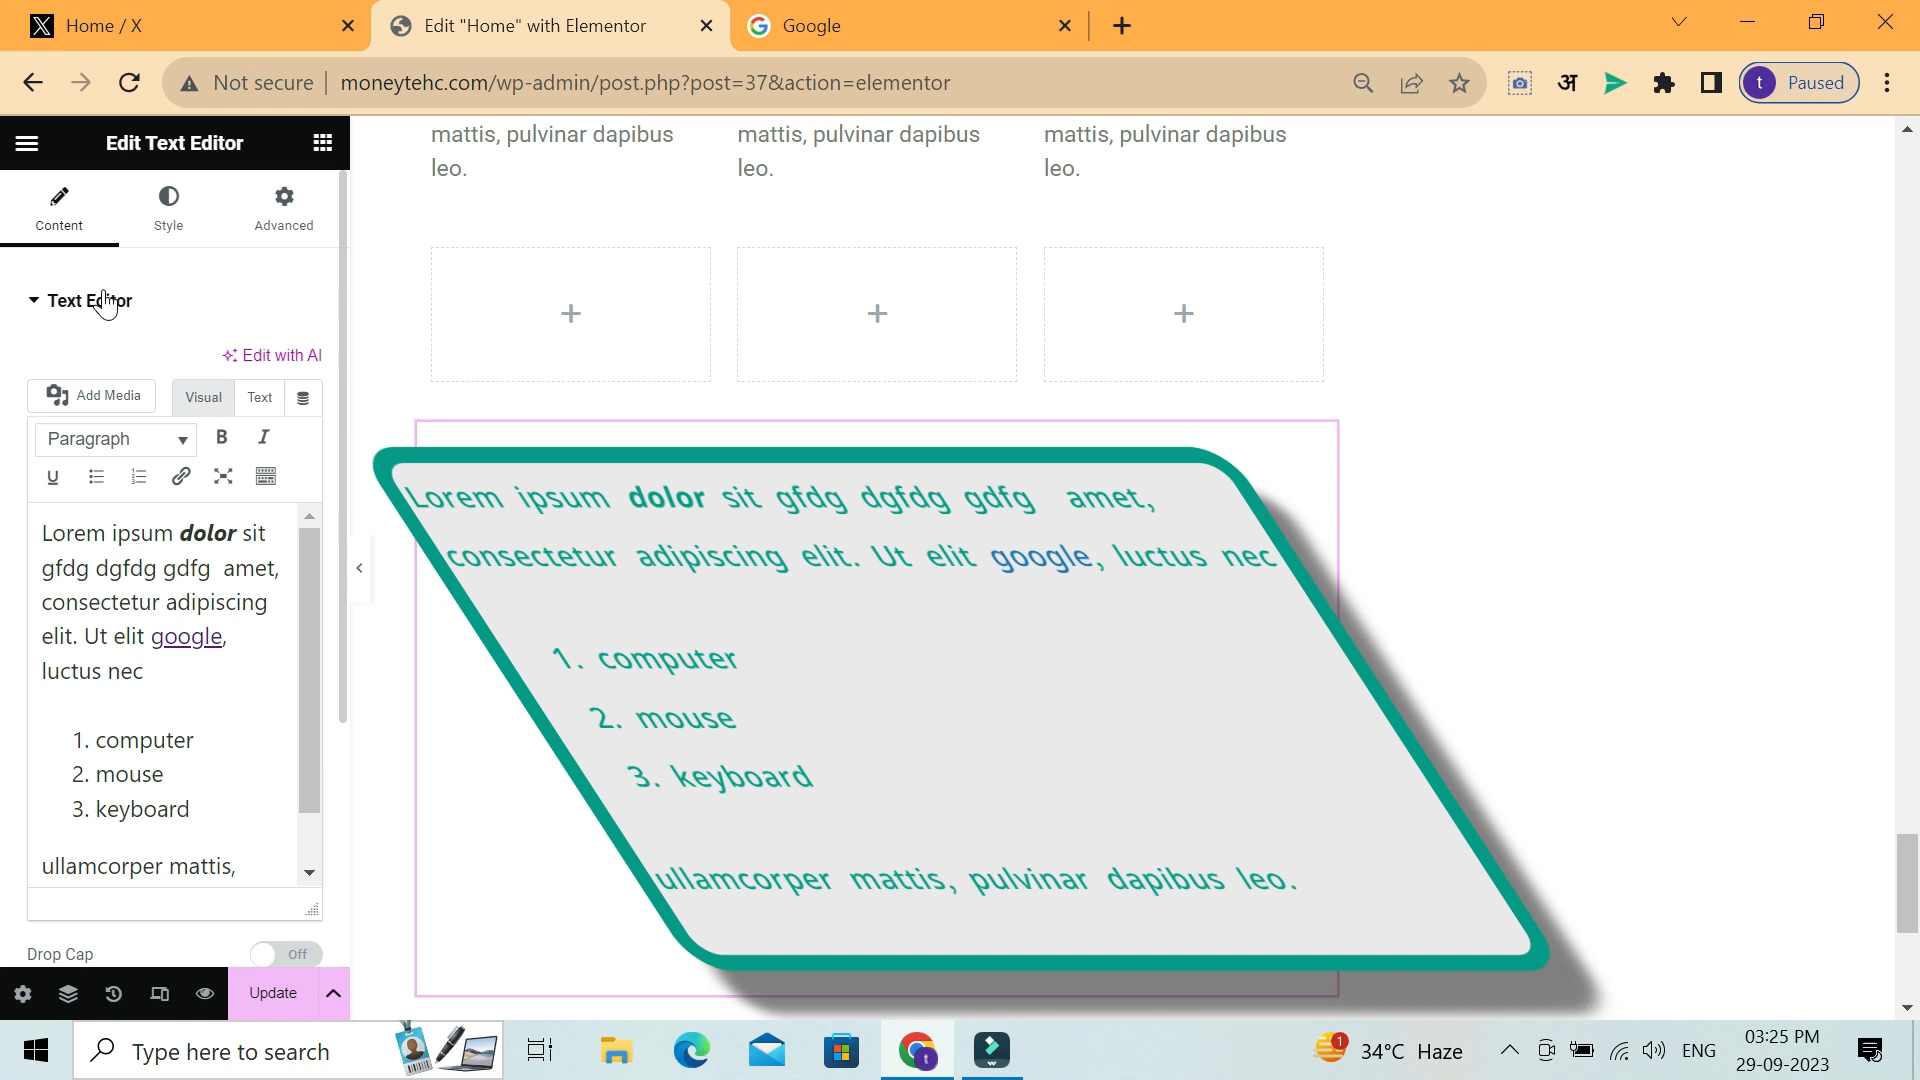 Home / X
Edit "Home" with Elementor
Google
Not secure
moneytehc.com/wp-admin/post.php?post=37&action=elementor
अ
t Paused
Edit Text Editor
Content
Style
Advanced
Text Editor
Edit with AI
Add Media
Visual
Text
Paragraph
B
I
U
Lorem ipsum dolor sit
gfdg dgfdg gdfg amet,
consectetur adipiscing
elit. Ut elit google,
luctus nec
1. computer
2. mouse
3. keyboard
ullamcorper mattis,
Drop Cap
Off
Update
mattis, pulvinar dapibus
leo.
mattis, pulvinar dapibus
leo.
mattis, pulvinar dapibus
leo.
Lorem ipsum dolor sit gfdg dgfdg gdfg amet,
consectetur adipiscing elit. Ut elit google, luctus nec
1. computer
2. mouse
3. keyboard
ullamcorper mattis, pulvinar dapibus leo.
Type here to search
t
1
34°C Haze
ENG
03:25 PM
29-09-2023